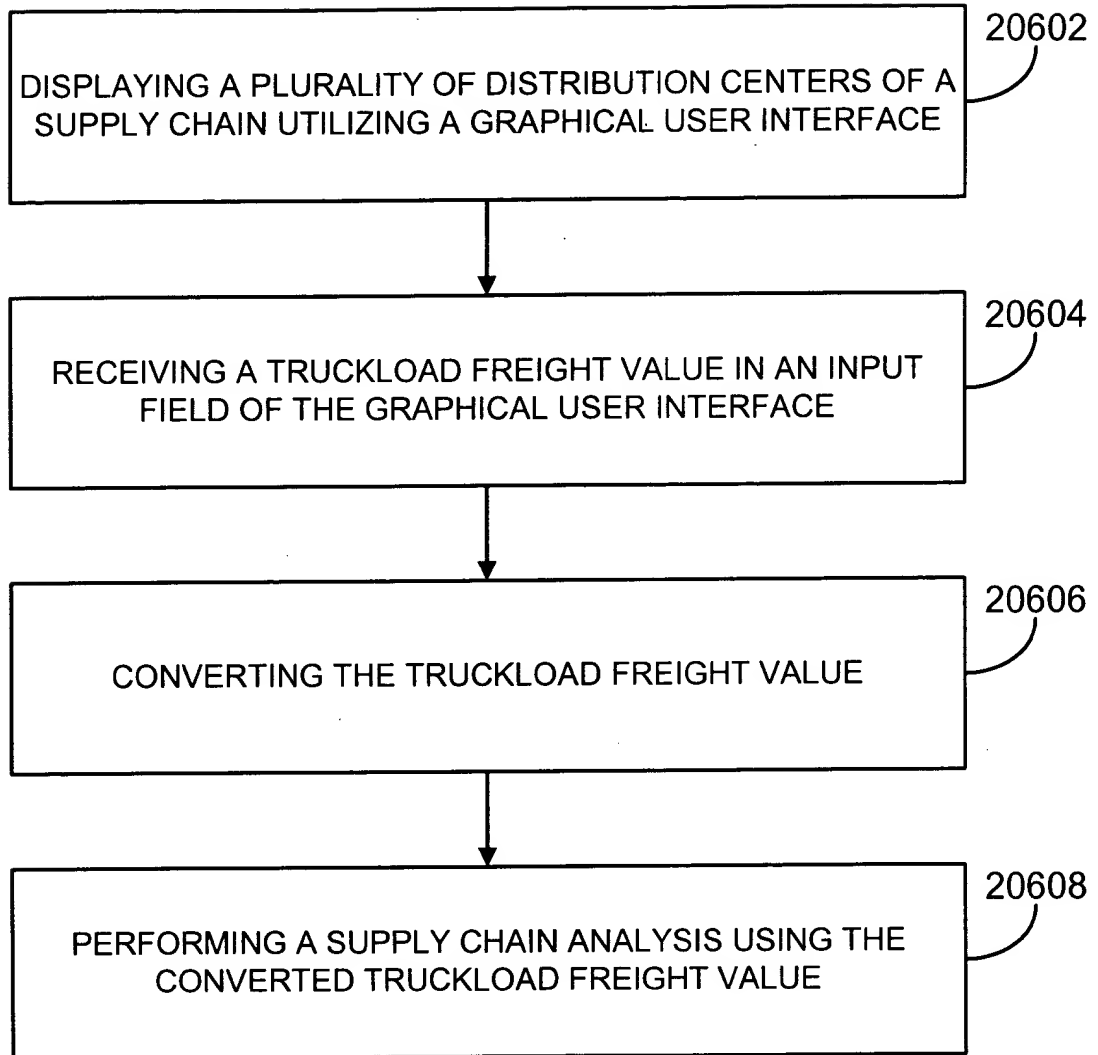 20602
DISPLAYING A PLURALITY OF DISTRIBUTION CENTERS OF A
SUPPLY CHAIN UTILIZING A GRAPHICAL USER INTERFACE
20604
RECEIVING A TRUCKLOAD FREIGHT VALUE IN AN INPUT
FIELD OF THE GRAPHICAL USER INTERFACE
20606
CONVERTING THE TRUCKLOAD FREIGHT VALUE
20608
PERFORMING A SUPPLY CHAIN ANALYSIS USING THE
CONVERTED TRUCKLOAD FREIGHT VALUE